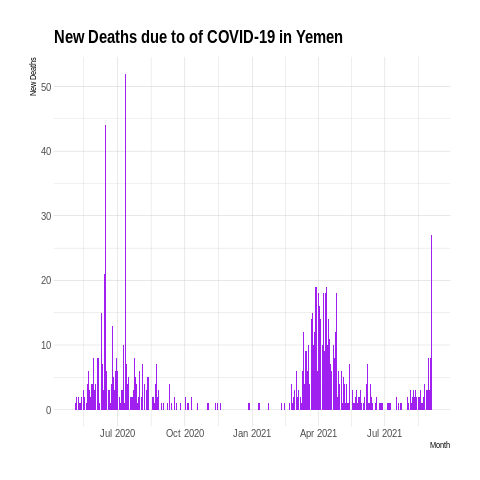 New Deaths due to of COVID-19 in Yemen
New Deaths
50
40
30
20
10
0
Jul 2020 Oct 2020 Jan 2021 Apr 2021 Jul 2021
Month